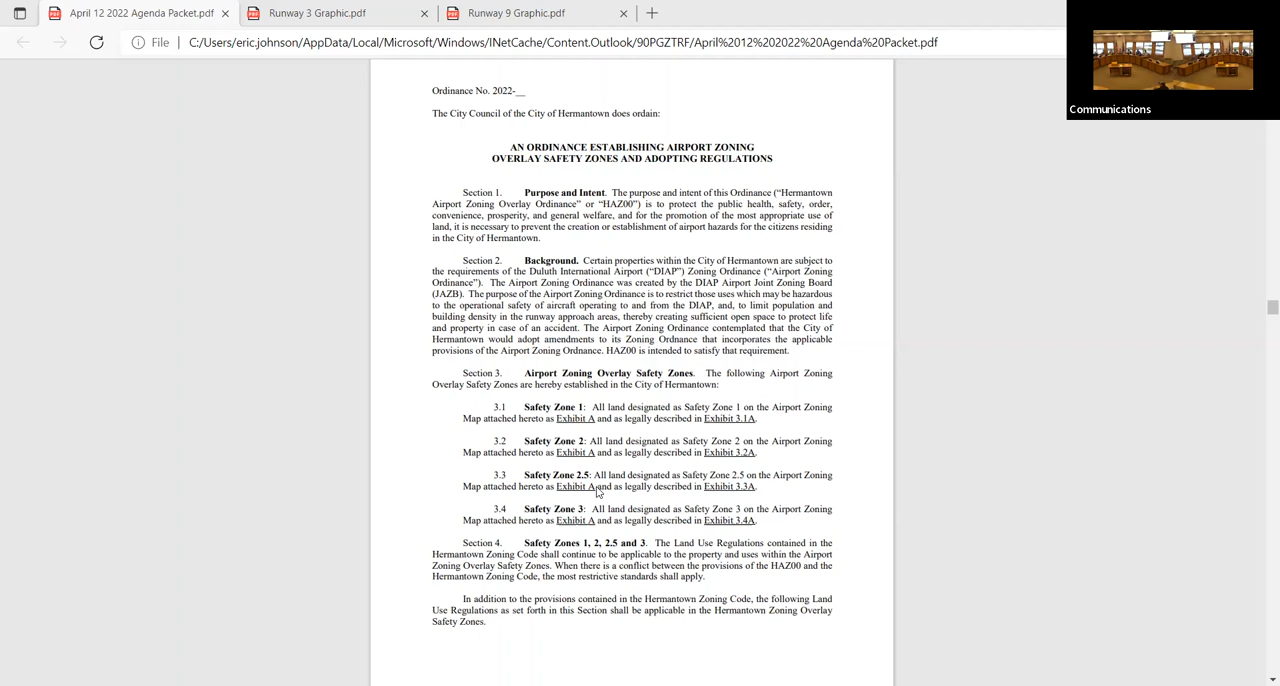 April 12 2022 Agenda Packet.pdf
Runway 3 Graphic.pdf
Runway 9 Graphic.pdf
File
C:/Users/eric.johnson/AppData/Local/Microsoft/Windows/INetCache/Content.Outlook/90PGZTRF/April%2012%202022%20Agenda%20Packet.pdf
Communications
Ordinance No. 2022-__
The City Council of the City of Hermantown does ordain:
AN ORDINANCE ESTABLISHING AIRPORT ZONING
OVERLAY SAFETY ZONES AND ADOPTING REGULATIONS
Section 1. Purpose and Intent. The purpose and intent of this Ordinance ("Hermantown
Airport Zoning Overlay Ordinance" or "HAZ00") is to protect the public health, safety, order,
convenience, prosperity, and general welfare, and for the promotion of the most appropriate use of
land, it is necessary to prevent the creation or establishment of airport hazards for the citizens residing
in the City of Hermantown.
Section 2. Background. Certain properties within the City of Hermantown are subject to
the requirements of the Duluth International Airport ("DIAP") Zoning Ordinance ("Airport Zoning
Ordinance"). The Airport Zoning Ordinance was created by the DIAP Airport Joint Zoning Board
(JAZB). The purpose of the Airport Zoning Ordinance is to restrict those uses which may be hazardous
to the operational safety of aircraft operating to and from the DIAP, and, to limit population and
building density in the runway approach areas, thereby creating sufficient open space to protect life
and property in case of an accident. The Airport Zoning Ordinance contemplated that the City of
Hermantown would adopt amendments to its Zoning Ordnance that incorporates the applicable
provisions of the Airport Zoning Ordnance. HAZ00 is intended to satisfy that requirement.
Section 3. Airport Zoning Overlay Safety Zones. The following Airport Zoning
Overlay Safety Zones are hereby established in the City of Hermantown:
3.1 Safety Zone 1: All land designated as Safety Zone 1 on the Airport Zoning
Map attached hereto as Exhibit A and as legally described in Exhibit 3.1A.
3.2 Safety Zone 2: All land designated as Safety Zone 2 on the Airport Zoning
Map attached hereto as Exhibit A and as legally described in Exhibit 3.2A.
3.3 Safety Zone 2.5: All land designated as Safety Zone 2.5 on the Airport Zoning
Map attached hereto as Exhibit A and as legally described in Exhibit 3.3A.
3.4 Safety Zone 3: All land designated as Safety Zone 3 on the Airport Zoning
Map attached hereto as Exhibit A and as legally described in Exhibit 3.4A.
Section 4. Safety Zones 1, 2, 2.5 and 3. The Land Use Regulations contained in the
Hermantown Zoning Code shall continue to be applicable to the property and uses within the Airport
Zoning Overlay Safety Zones. When there is a conflict between the provisions of the HAZ00 and the
Hermantown Zoning Code, the most restrictive standards shall apply.
In addition to the provisions contained in the Hermantown Zoning Code, the following Land
Use Regulations as set forth in this Section shall be applicable in the Hermantown Zoning Overlay
Safety Zones.